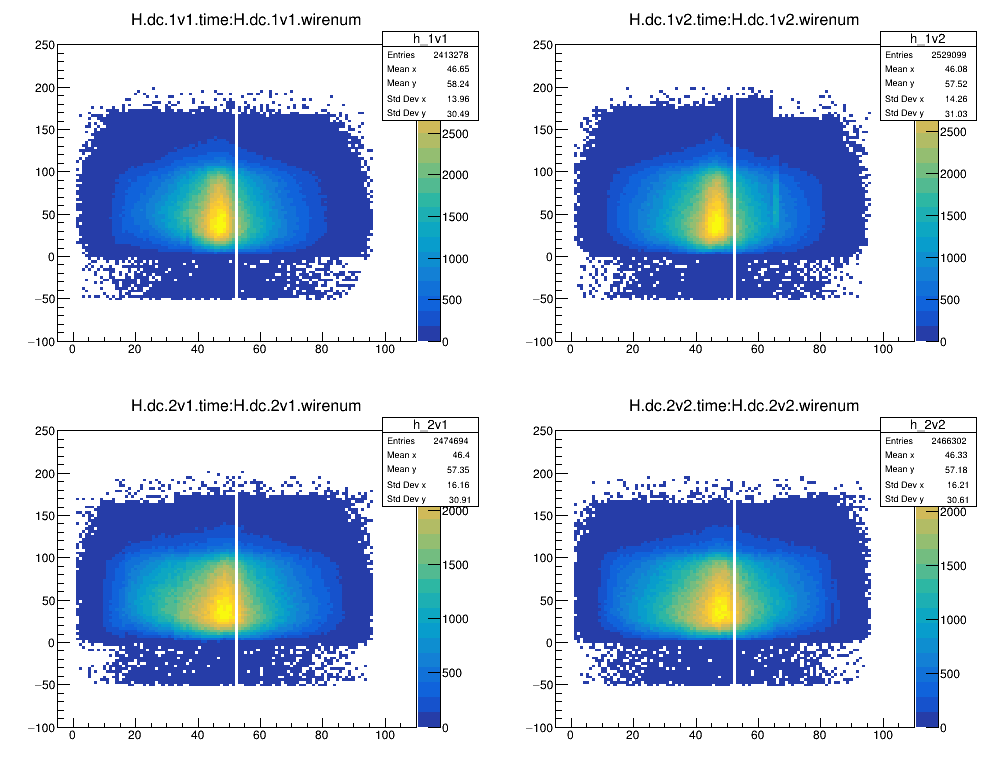 H.dc.1v1.time:H.dc.1v1.wirenum
h_1v1
Entries 2413278
Mean x 46.65
Mean y 58.24
Std Dev x 13.96
Std Dev y 30.49
250
200
150
100
50
0
−50
−100
0 20 40 60 80 100
2500
2000
1500
1000
500
0
H.dc.1v2.time:H.dc.1v2.wirenum
h_1v2
Entries 2529099
Mean x 46.08
Mean y 57.52
Std Dev x 14.26
Std Dev y 31.03
250
200
150
100
50
0
−50
−100
0 20 40 60 80 100
2500
2000
1500
1000
500
0
H.dc.2v1.time:H.dc.2v1.wirenum
h_2v1
Entries 2474694
Mean x 46.4
Mean y 57.35
Std Dev x 16.16
Std Dev y 30.91
250
200
150
100
50
0
−50
−100
0 20 40 60 80 100
2000
1500
1000
500
0
H.dc.2v2.time:H.dc.2v2.wirenum
h_2v2
Entries 2466302
Mean x 46.33
Mean y 57.18
Std Dev x 16.21
Std Dev y 30.61
250
200
150
100
50
0
−50
−100
0 20 40 60 80 100
2000
1500
1000
500
0